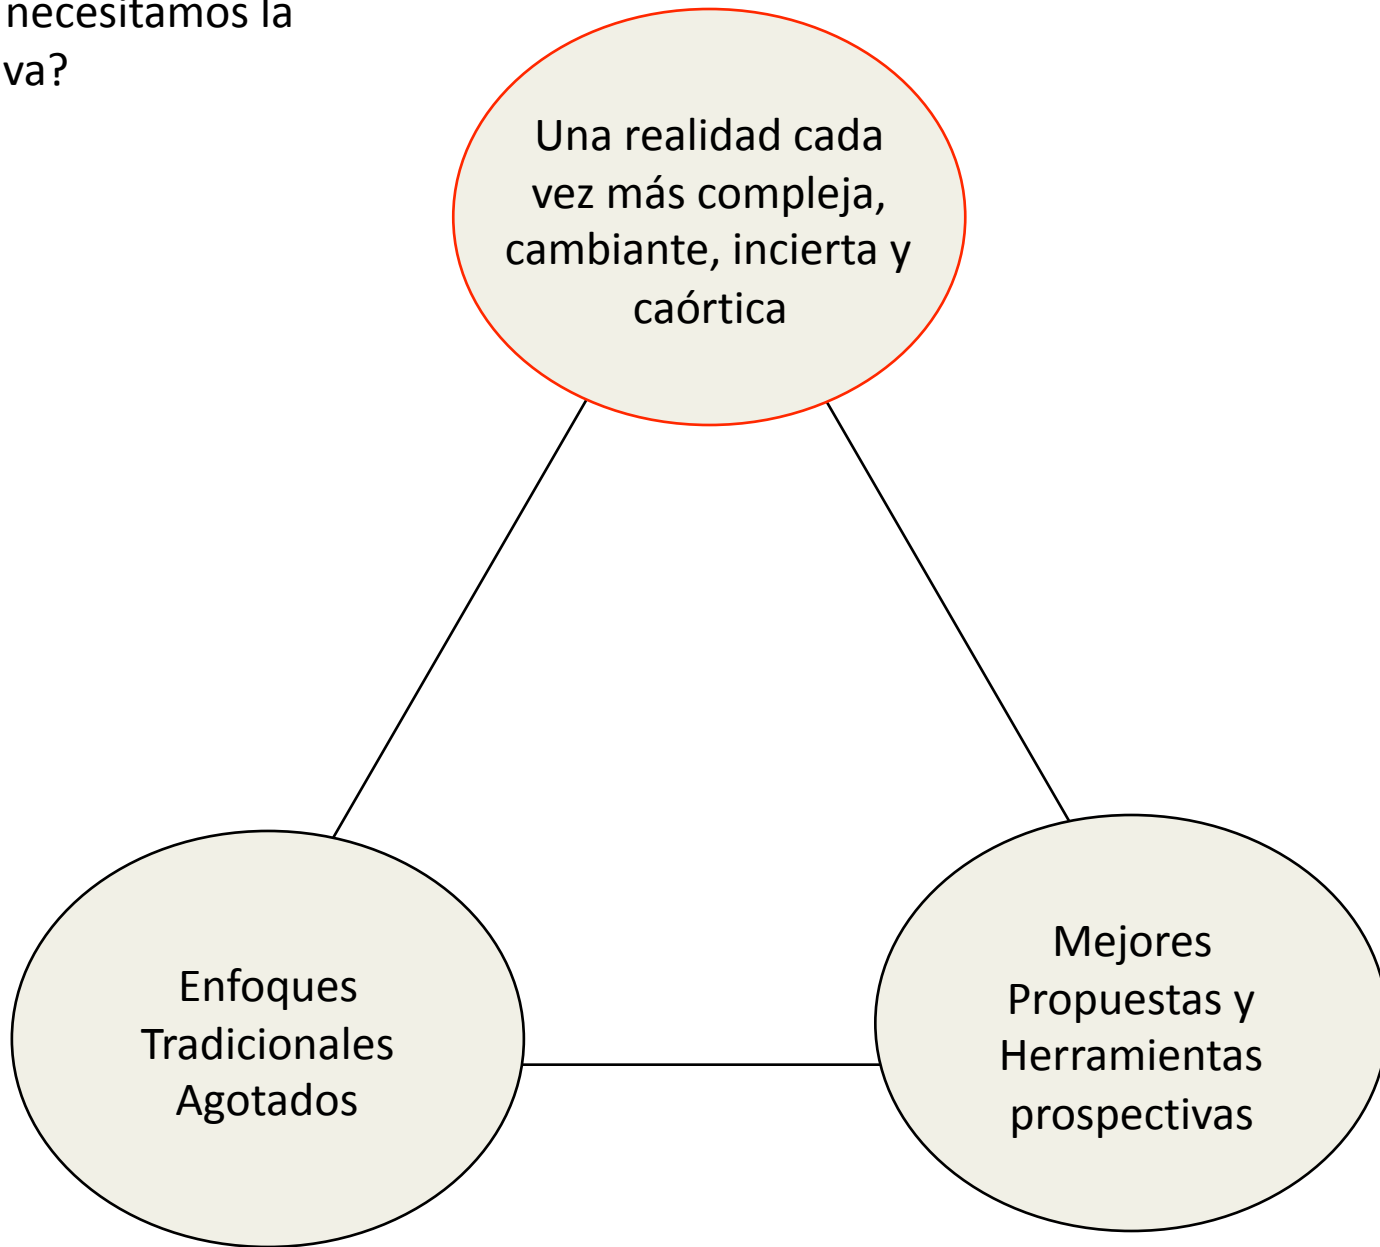 necesitamos la
va?
Una realidad cada
vez más compleja,
cambiante, incierta y
caórtica
Enfoques
Tradicionales
Agotados
Mejores
Propuestas y
Herramientas
prospectivas